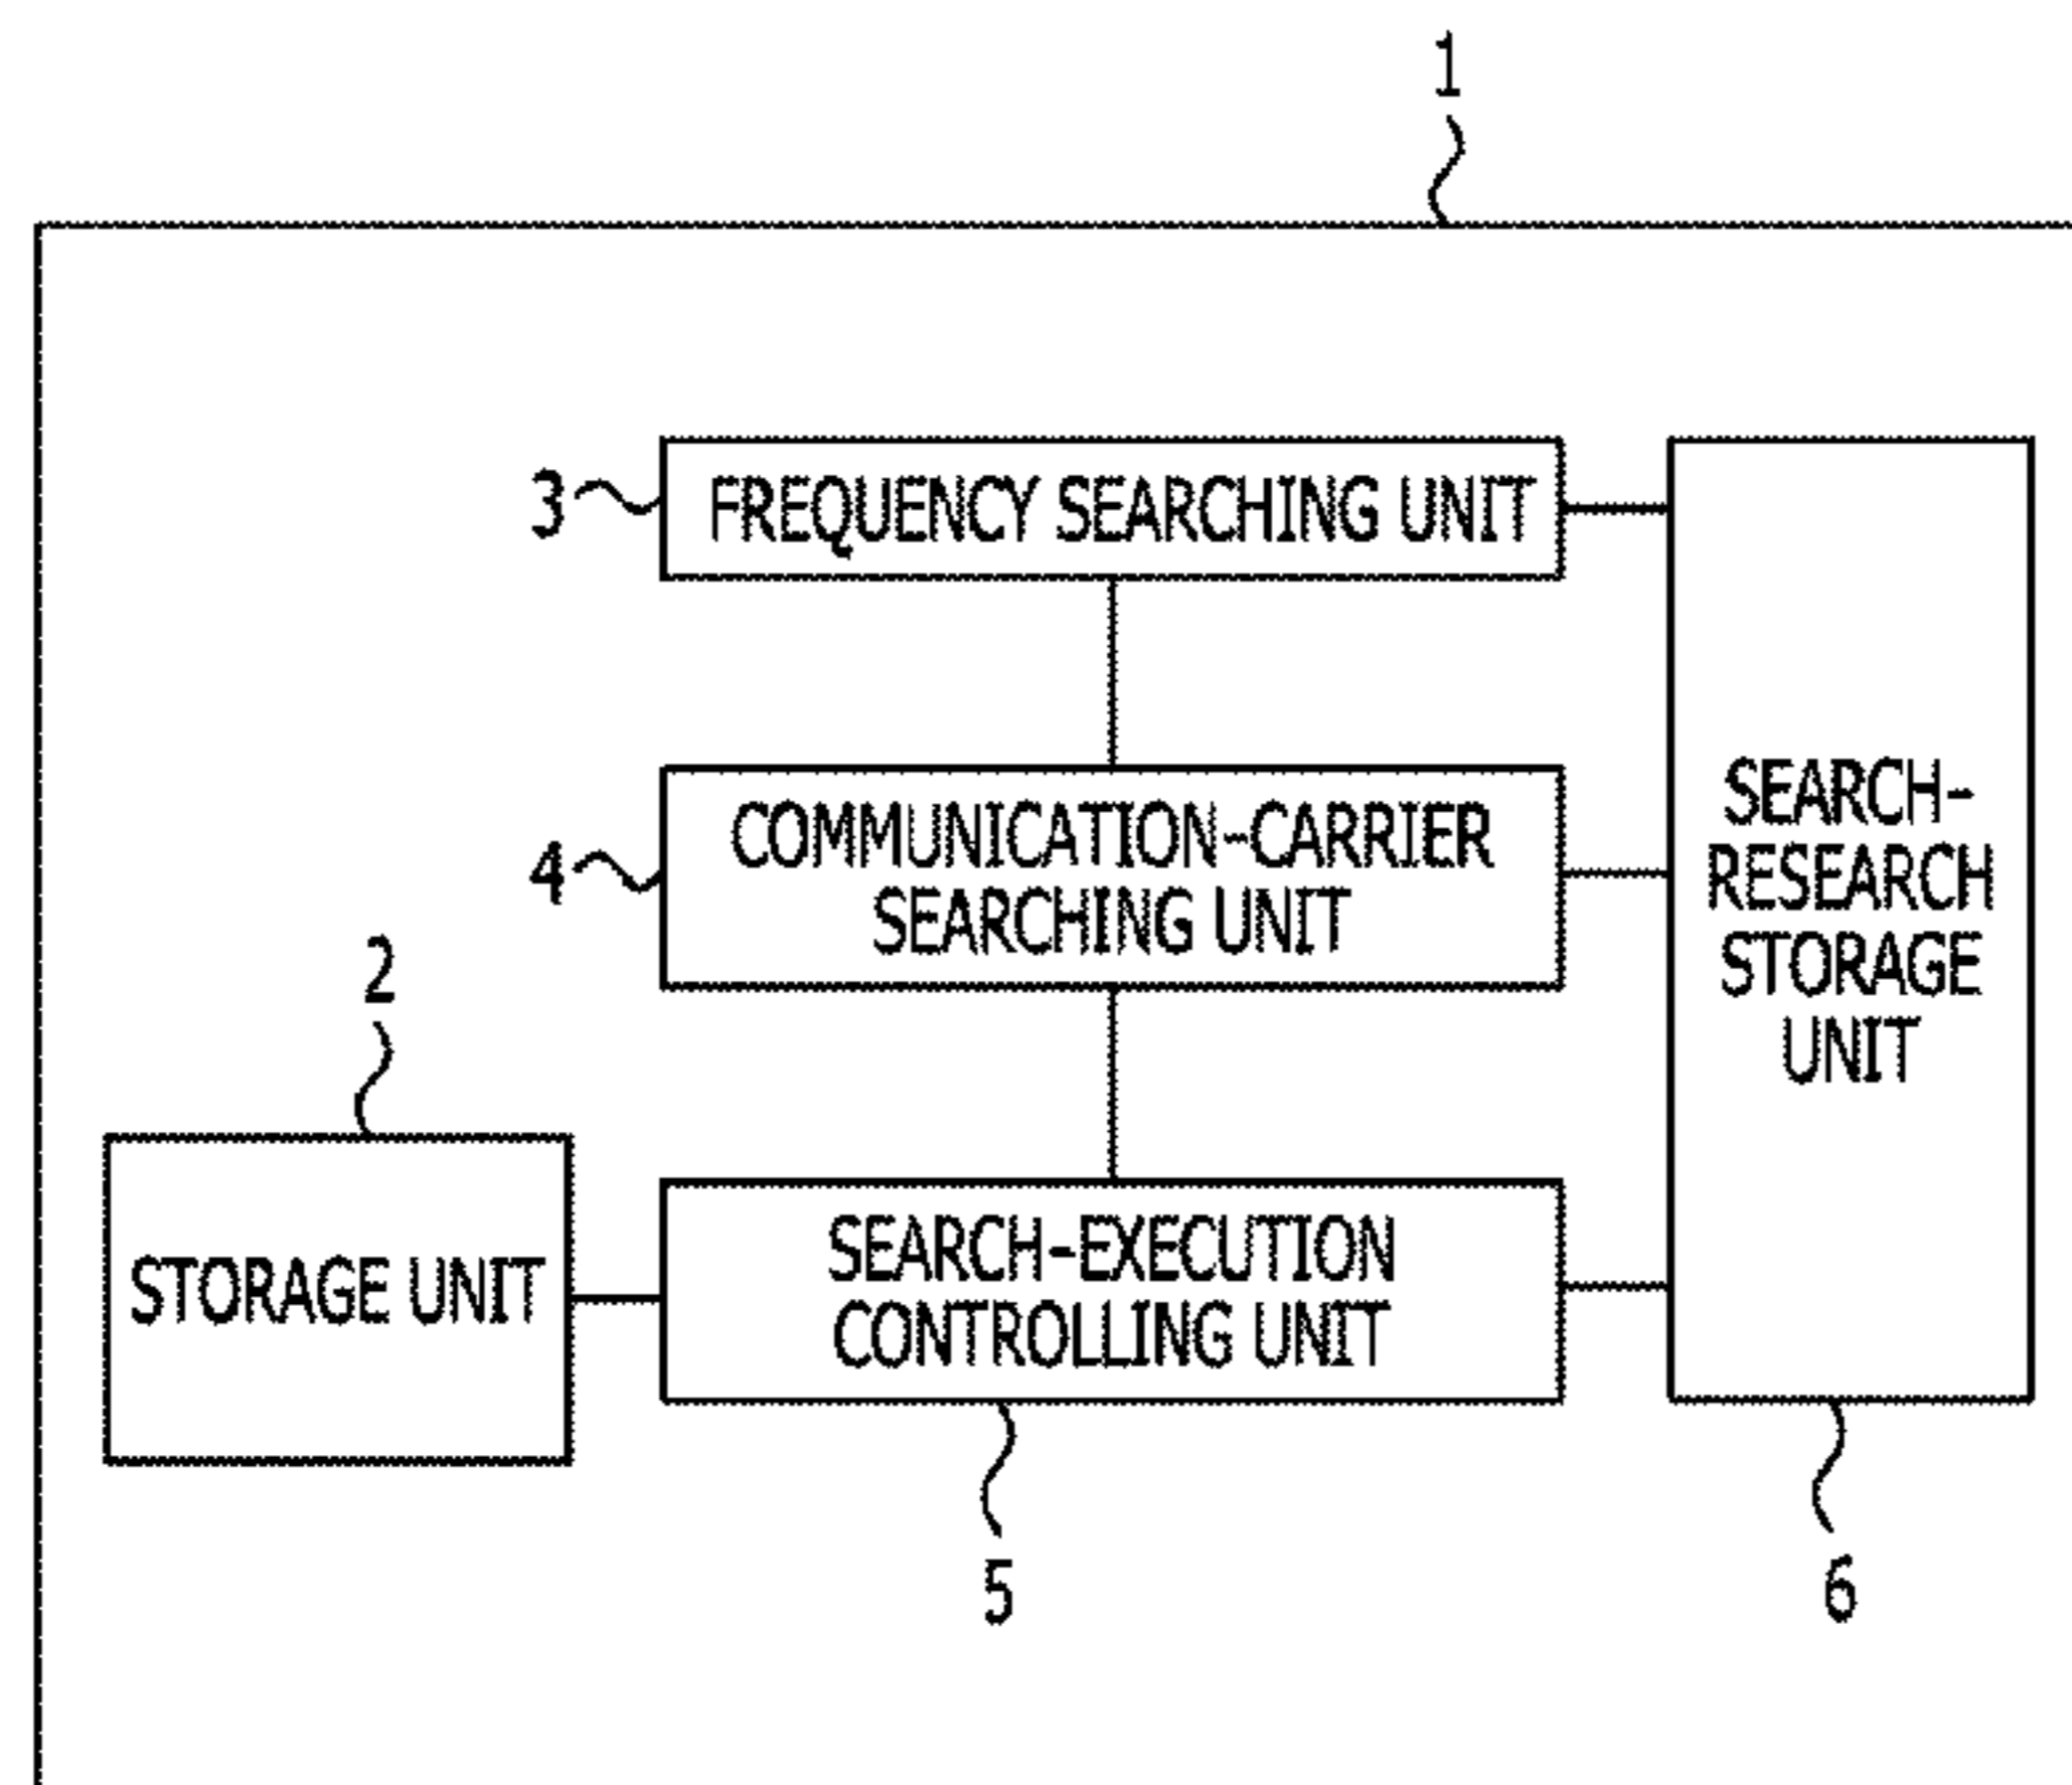 1
3
FREQUENCY SEARCHING UNIT
4
COMMUNICATION-CARRIER
SEARCHING UNIT
SEARCH-
RESEARCH
STORAGE
UNIT
2
STORAGE UNIT
SEARCH-EXECUTION
CONTROLLING UNIT
5
6